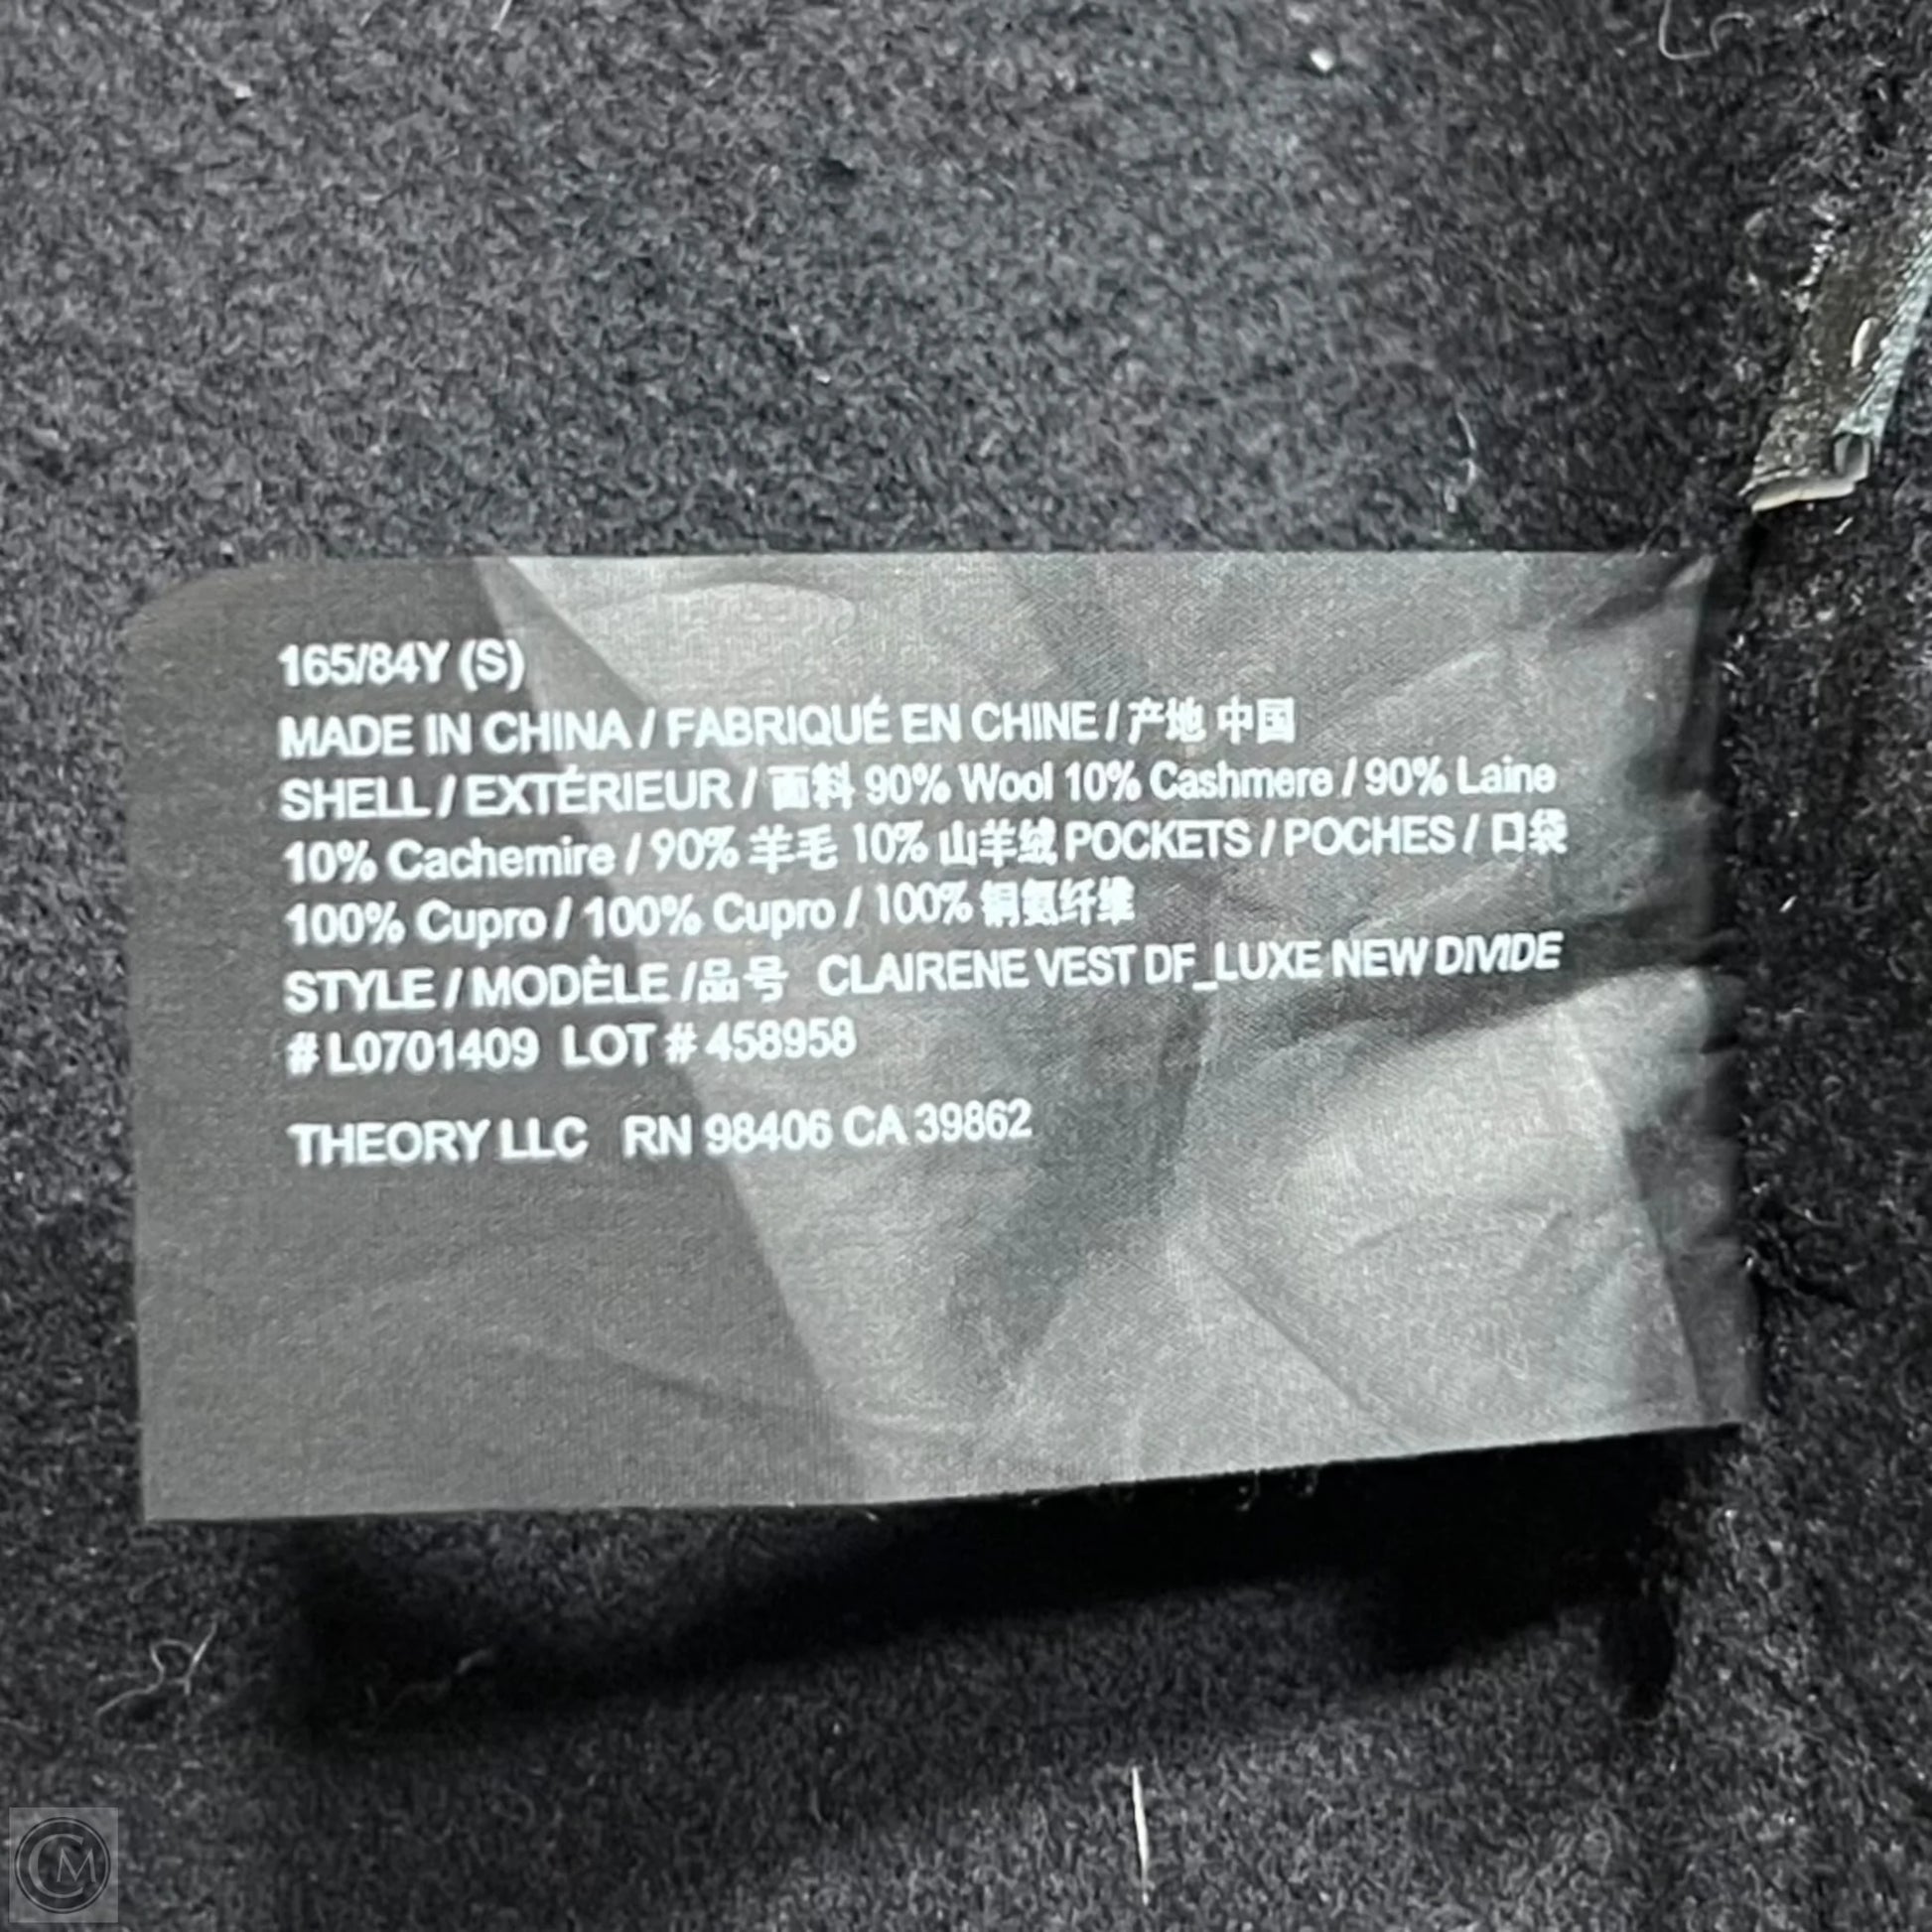 165/84Y (S)
MADE IN CHINA / FABRIQUÉ EN CHINE / 产地 中国
SHELL / EXTÉRIEUR / 面料 90% Wool 10% Cashmere / 90% Laine
10% Cachemire / 90% 羊毛 10% 山羊绒 POCKETS / POCHES / 口袋
100% Cupro / 100% Cupro / 100% 铜氨纤维
STYLE / MODÈLE /品号 CLAIRENE VEST DF_LUXE NEW DIVIDE
# L0701409 LOT # 458958
THEORY LLC RN 98406 CA 39862
CM